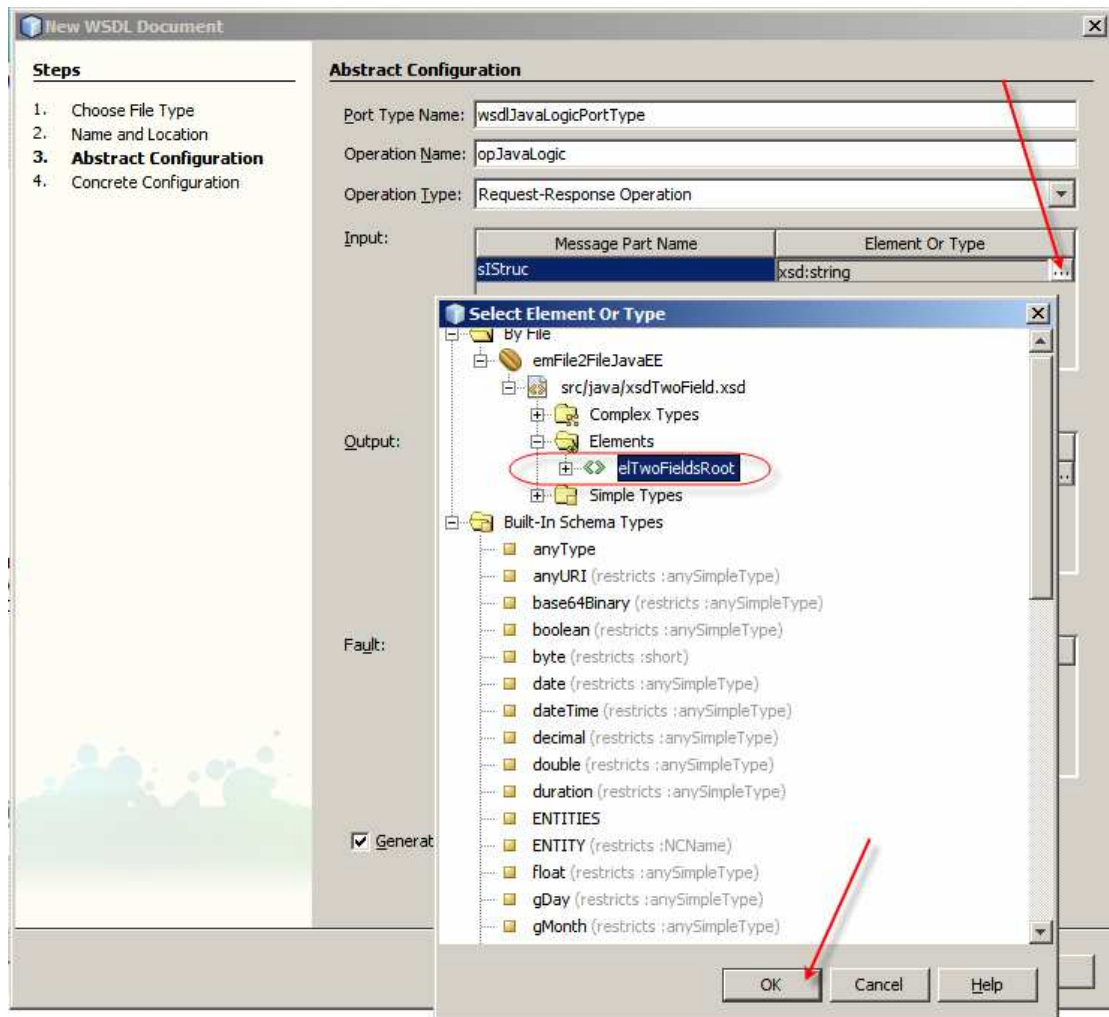 New WSDL Document
Steps
1. Choose File Type
2. Name and Location
3. Abstract Configuration
4. Concrete Configuration
Abstract Configuration
Port Type Name: wsdlJavaLogicPortType
Operation Name: opJavaLogic
Operation Type: Request-Response Operation
Input:
Message Part Name Element Or Type
sIStruc xsd:string ...
Select Element Or Type
By File
emFile2FileJavaEE
src/java/xsdTwoField.xsd
Complex Types
Output:
Elements
elTwoFieldsRoot
Simple Types
Built-In Schema Types
anyType
anyURI (restricts :anySimpleType)
base64Binary (restricts :anySimpleType)
boolean (restricts :anySimpleType)
Fault:
byte (restricts :short)
date (restricts :anySimpleType)
dateTime (restricts :anySimpleType)
decimal (restricts :anySimpleType)
double (restricts :anySimpleType)
duration (restricts :anySimpleType)
ENTITIES
Generat
ENTITY (restricts :NCName)
float (restricts :anySimpleType)
gDay (restricts :anySimpleType)
gMonth (restricts :anySimpleType)
OK Cancel Help